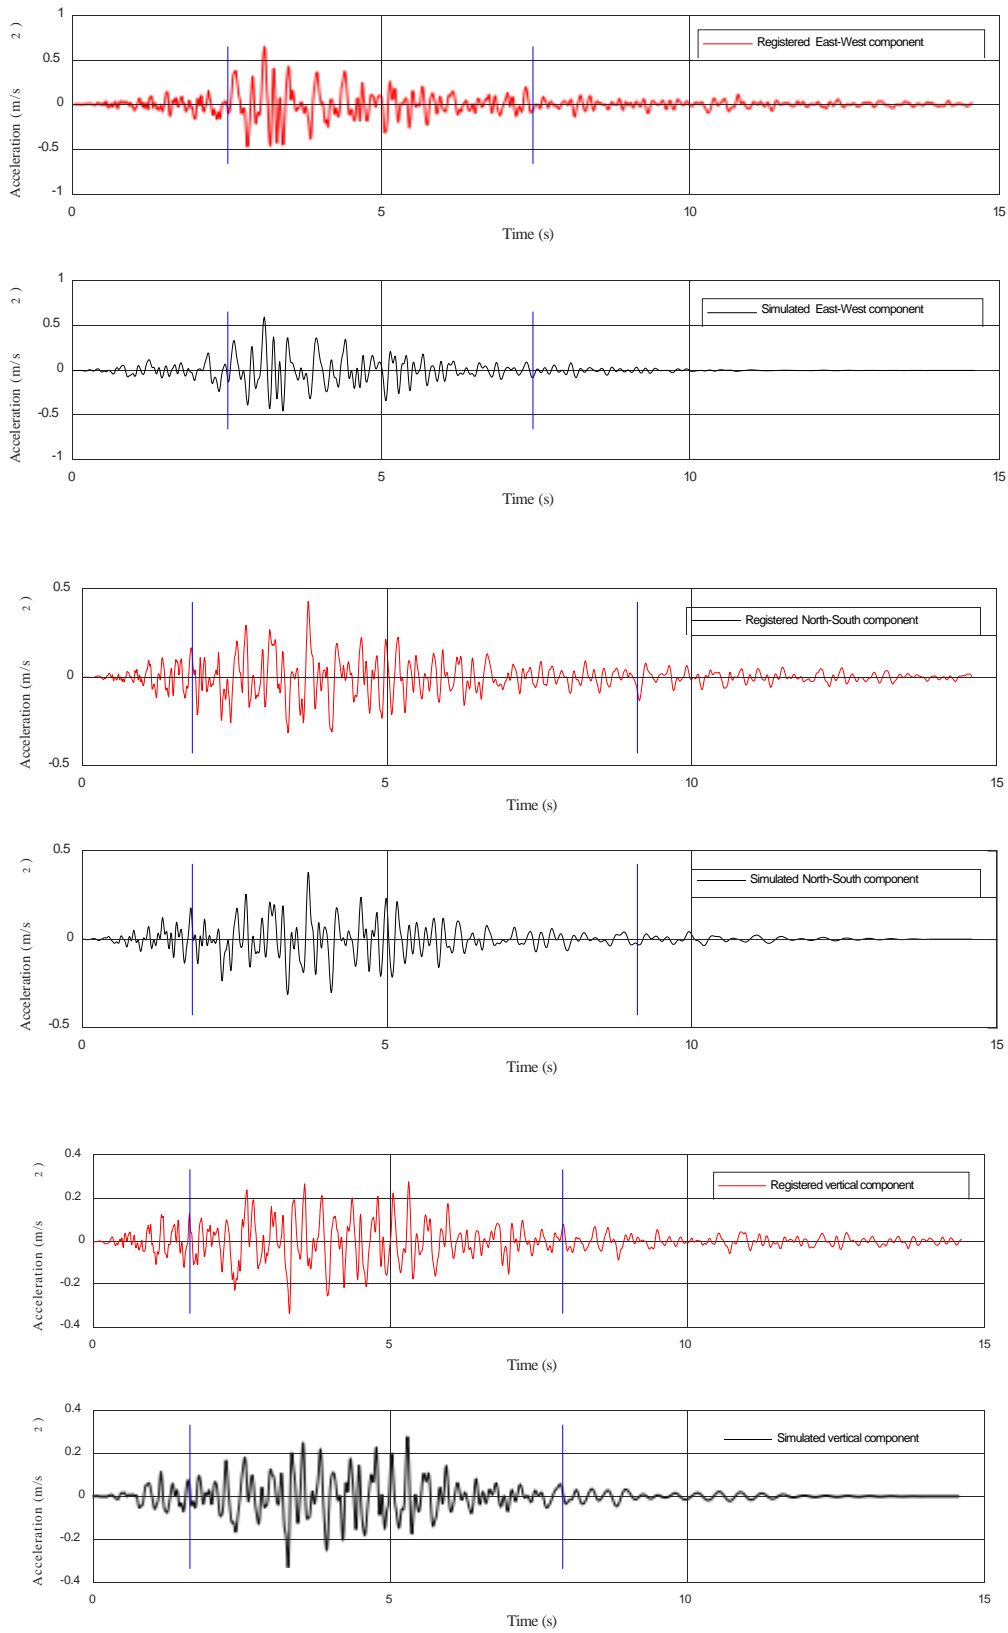 1
0.5
0
-0.5
-1
Acceleration (m/s 2 )
Registered East-West component
0 5 10 15
Time (s)
1
0.5
0
-0.5
-1
Acceleration (m/s 2 )
Simulated East-West component
0 5 10 15
Time (s)
0.5
0
-0.5
Acceleration (m/s 2 )
Registered North-South component
0 5 10 15
Time (s)
0.5
0
-0.5
Acceleration (m/s 2 )
Simulated North-South component
0 5 10 15
Time (s)
0.4
0.2
0
-0.2
-0.4
Acceleration (m/s 2 )
Registered vertical component
0 5 10 15
Time (s)
0.4
0.2
0
-0.2
-0.4
Acceleration (m/s 2 )
Simulated vertical component
0 5 10 15
Time (s)